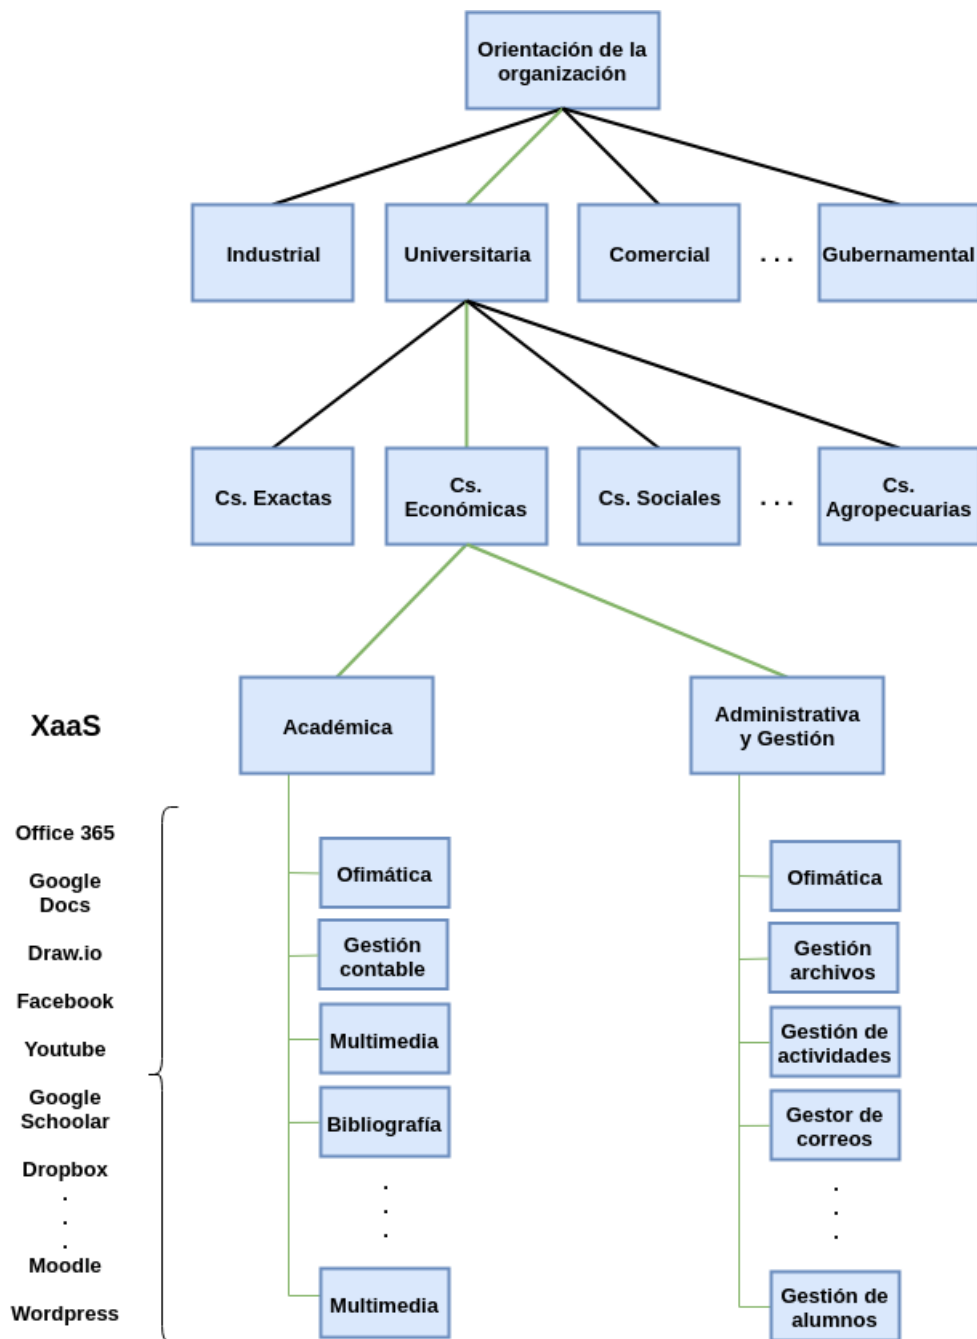 Orientación de la
organización
Industrial
Universitaria
Comercial
. . .
Gubernamental
Cs. Exactas
Cs.
Económicas
Cs. Sociales
. . .
Cs.
Agropecuarias
XaaS
Académica
Administrativa
y Gestión
Office 365
Google
Docs
Draw.io
Facebook
Youtube
Google
Schoolar
Dropbox
.
.
.
Moodle
Wordpress
Ofimática
Gestión
contable
Multimedia
Bibliografía
.
.
.
Multimedia
Ofimática
Gestión
archivos
Gestión de
actividades
Gestor de
correos
.
.
.
Gestión de
alumnos